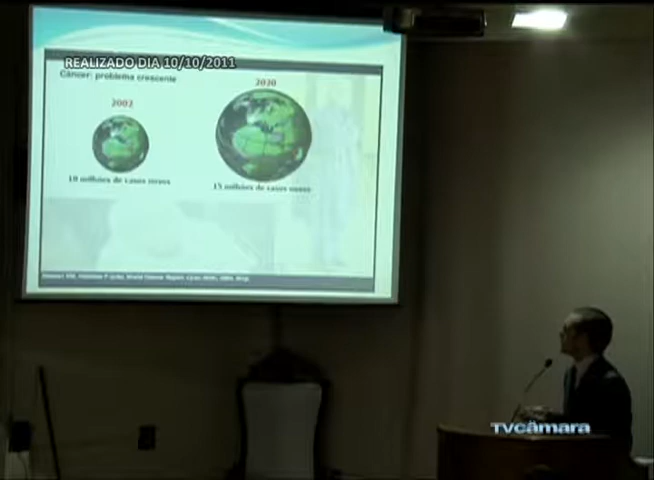 REALIZADO DIA 10/10/2011
Câncer: problema crescente
2002
2020
10 milhões de casos novos
15 milhões de casos novos
TVCÂMARA